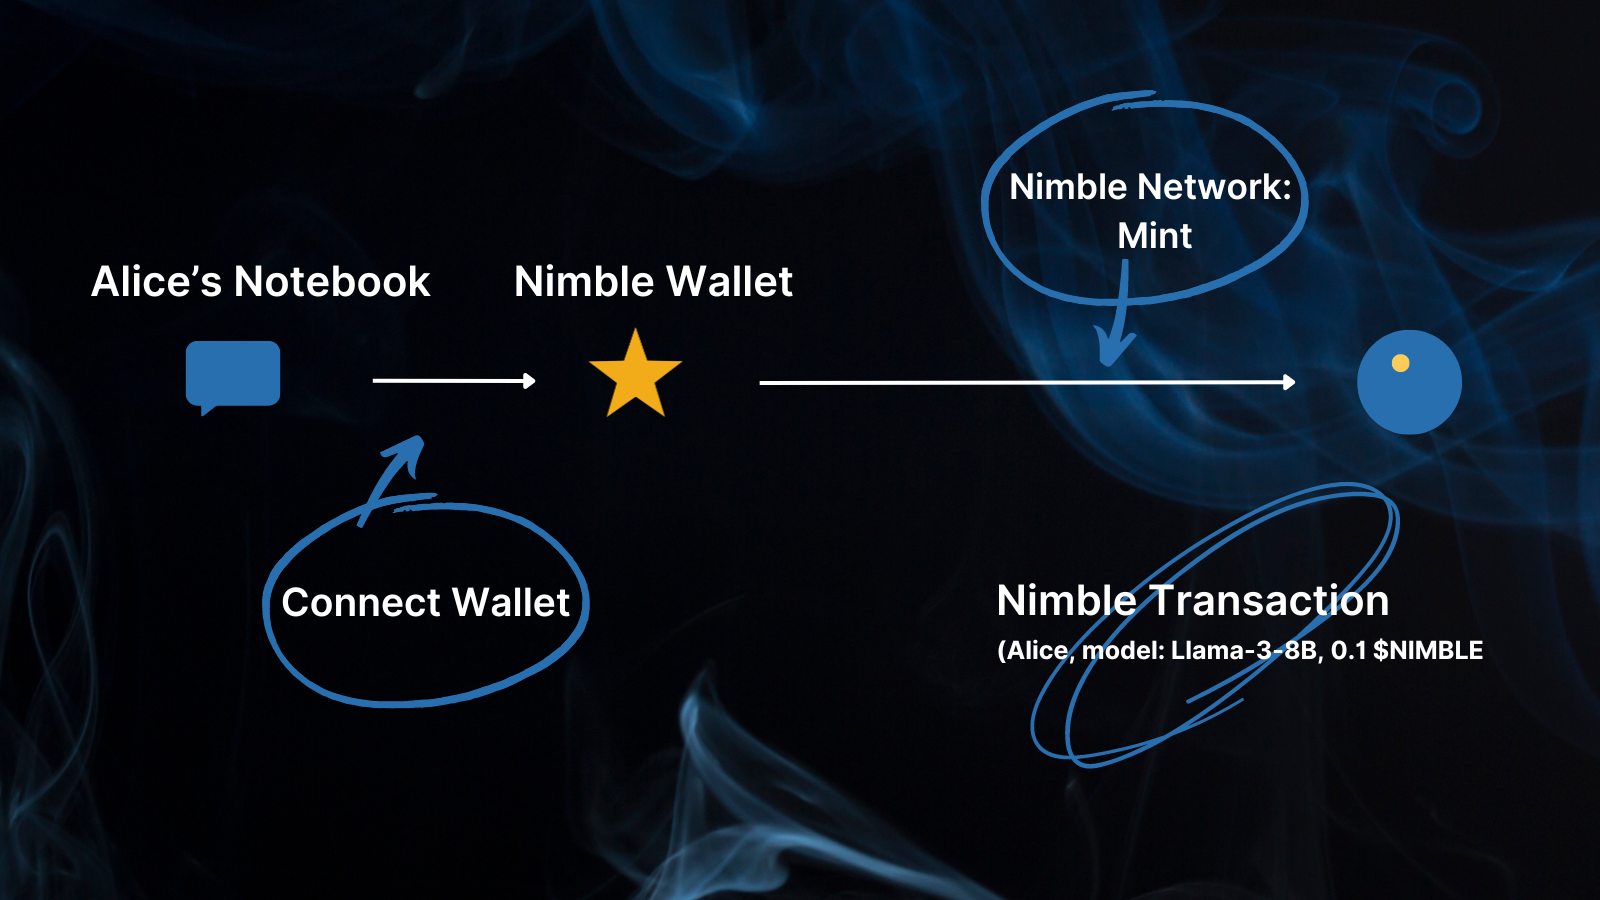 Nimble Network:
Mint
Alice’s Notebook
Nimble Wallet
Connect Wallet
Nimble Transaction
(Alice, model: Llama-3-8B, 0.1 $NIMBLE